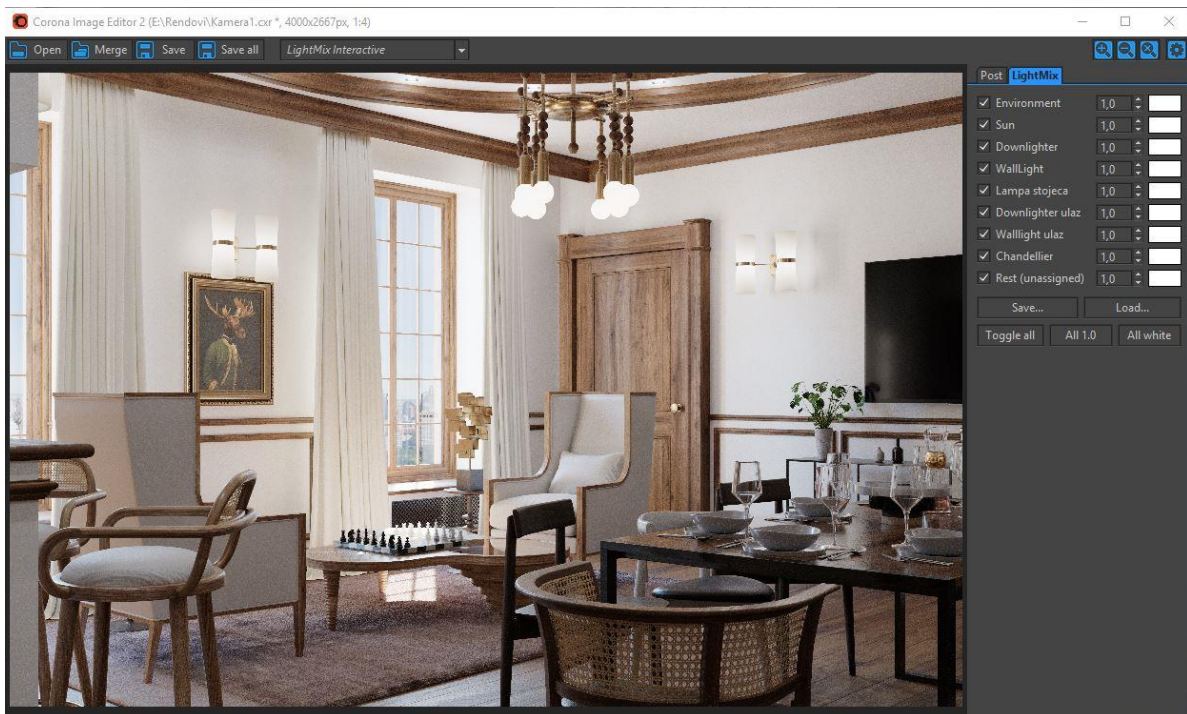 Corona Image Editor 2 (E:\Rendovi\Kamera1.cxr *, 4000x2667px, 1:4)
Open Merge Save Save all LightMix Interactive
Post LightMix
Environment 1,0
Sun 1,0
Downlighter 1,0
WallLight 1,0
Lampa stojeca 1,0
Downlighter ulaz 1,0
Walllight ulaz 1,0
Chandellier 1,0
Rest (unassigned) 1,0
Save... Load...
Toggle all All 1.0 All white